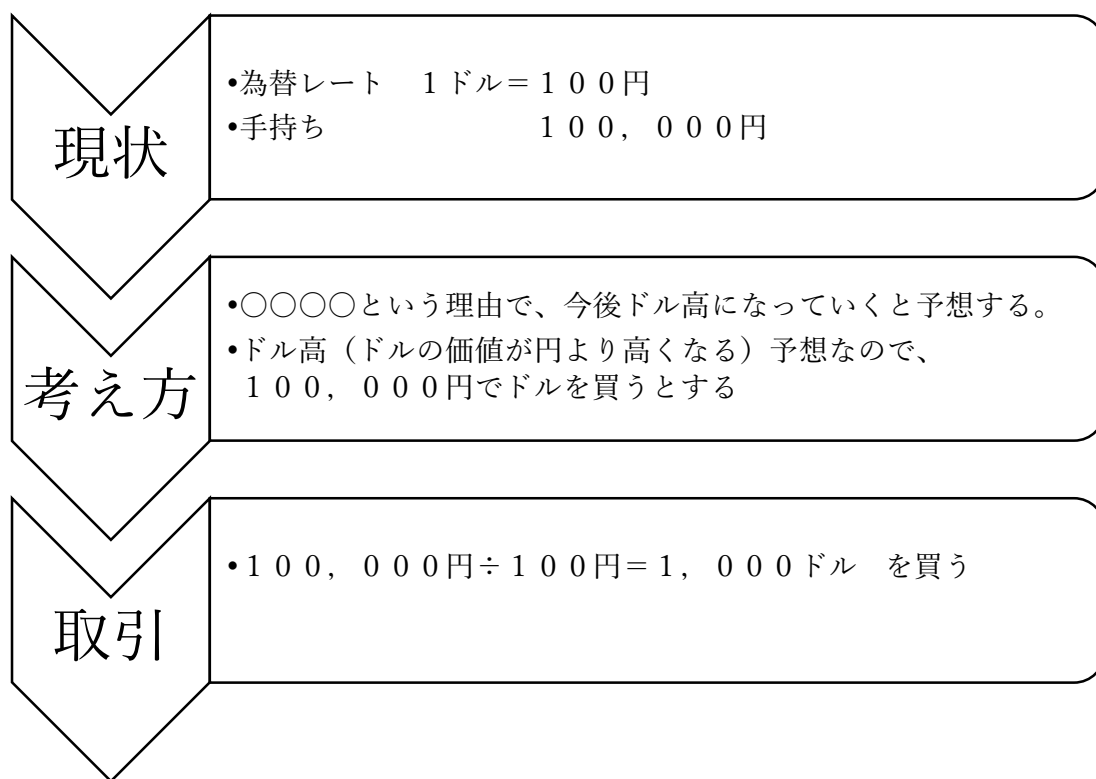 現状
•為替レート　１ドル＝１００円
•手持ち　　　　　　１００，０００円
考え方
•〇〇〇〇という理由で、今後ドル高になっていくと予想する。
•ドル高（ドルの価値が円より高くなる）予想なので、
１００，０００円でドルを買うとする
取引
•１００，０００円÷１００円＝１，０００ドル　を買う